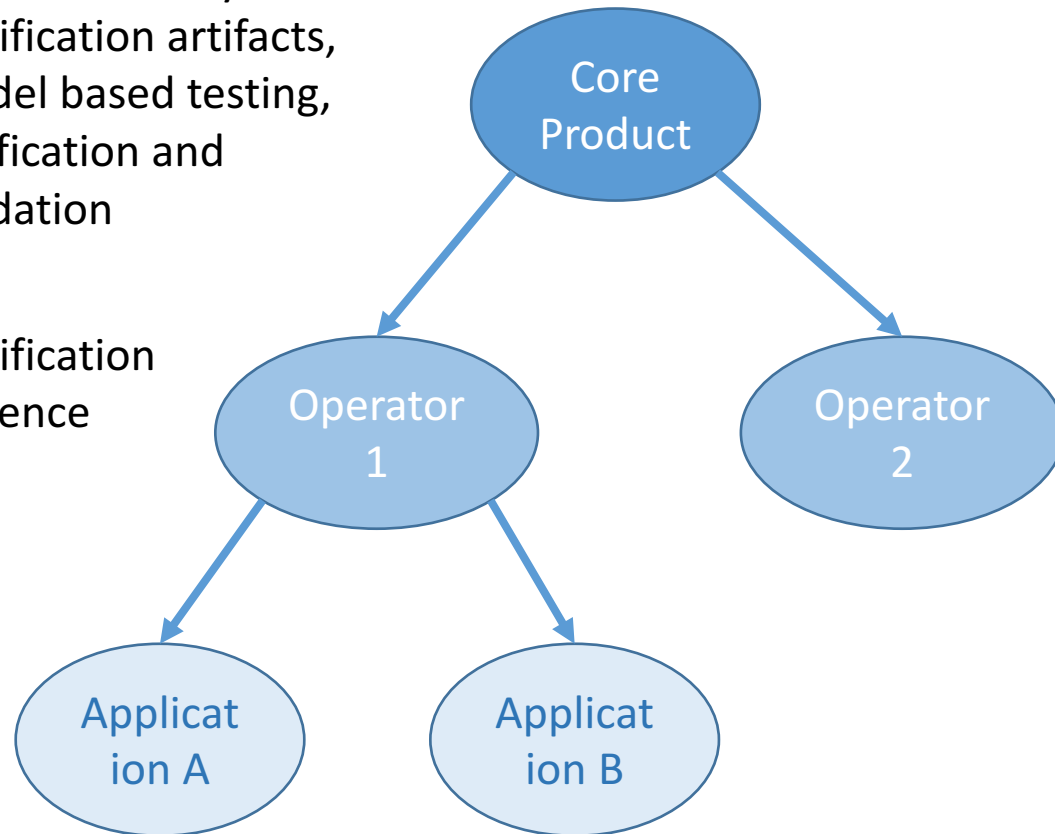 ification artifacts,
del based testing,
ification and
dation
ification
ence
Core
Product
Operator
1
Operator
2
Applicat
ion A
Applicat
ion B